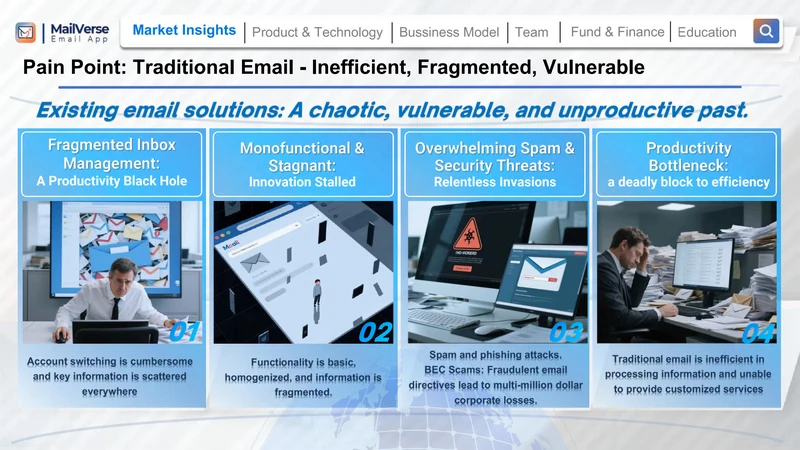 MailVerse
Email App
Market Insights
Product & Technology
Bussiness Model
Team
Fund & Finance
Education
Pain Point: Traditional Email - Inefficient, Fragmented, Vulnerable
Existing email solutions: A chaotic, vulnerable, and unproductive past.
Fragmented Inbox
Management:
A Productivity Black Hole
01
Account switching is cumbersome
and key information is scattered
everywhere
Monofunctional &
Stagnant:
Innovation Stalled
02
Functionality is basic,
homogenized, and information is
fragmented.
Overwhelming Spam &
Security Threats:
Relentless Invasions
03
Spam and phishing attacks.
BEC Scams: Fraudulent email
directives lead to multi-million dollar
corporate losses.
Productivity
Bottleneck:
a deadly block to efficiency
04
Traditional email is inefficient in
processing information and unable
to provide customized services